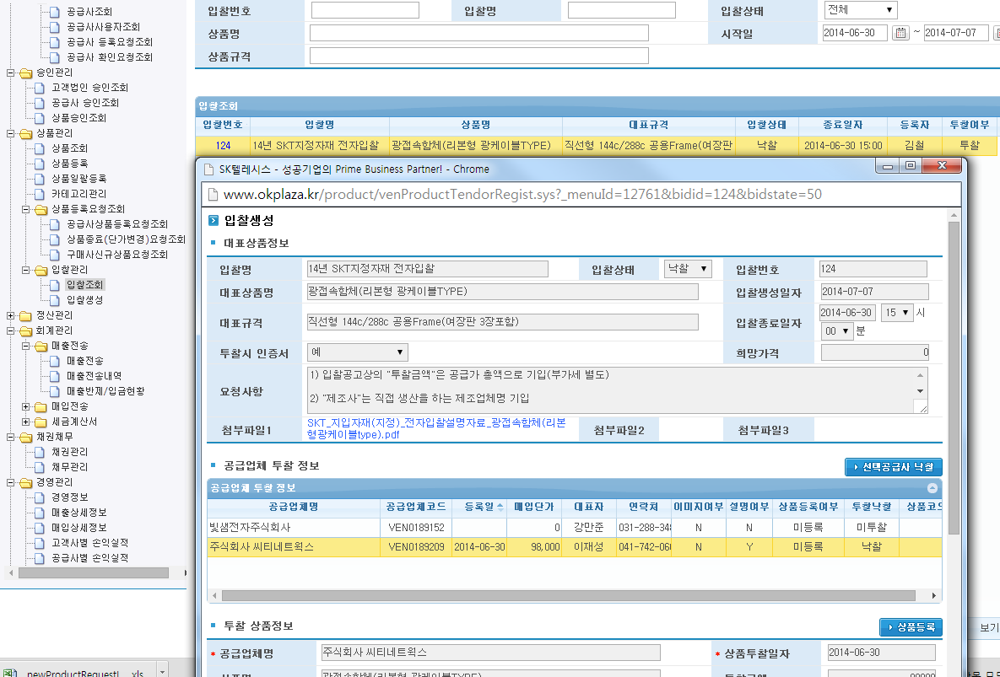 공급사조회
공급사사용자조회
공급사 등록요청조회
공급사 확인요청조회
승인관리
고객법인 승인조회
공급사 승인조회
상품승인조회
상품관리
상품조회
상품등록
상품일괄등록
카테고리관리
상품등록요청조회
공급사상품등록요청조회
상품종료(단가변경)요청조회
구매사신규상품요청조회
입찰관리
입찰조회
입찰생성
정산관리
회계관리
매출전송
매출전송
매출전송내역
매출반제/입금현황
매입전송
세금계산서
채권채무
채권관리
채무관리
경영관리
경영정보
매출상세정보
매입상세정보
고객사별 손익실적
공급사별 손익실적
입찰번호 입찰명 입찰상태 전체
상품명 시작일 2014-06-30 ~ 2014-07-07
상품규격
입찰조회
입찰번호 입찰명 상품명 대표규격 입찰상태 종료일자 등록자 투찰여부
124 14년 SKT지정자재 전자입찰 광접속함체(리본형 광케이블TYPE) 직선형 144c/288c 공용Frame(여장판 낙찰 2014-06-30 15:00 김철 투찰
SK텔레시스 - 성공기업의 Prime Business Partner! - Chrome
www.okplaza.kr/product/venProductTendorRegist.sys?_menuId=12761&bidid=124&bidstate=50
입찰생성
대표상품정보
입찰명 14년 SKT지정자재 전자입찰 입찰상태 낙찰 입찰번호 124
대표상품명 광접속함체(리본형 광케이블TYPE) 입찰생성일자 2014-07-07
대표규격 직선형 144c/288c 공용Frame(여장판 3장포함) 입찰종료일자 2014-06-30 15 시
00 분
투찰시 인증서 예 희망가격 0
요청사항 1) 입찰공고상의 "투찰금액"은 공급가 총액으로 기입(부가세 별도)
2) "제조사"는 직접 생산을 하는 제조업체명 기입
첨부파일1 SKT_지입자재(지정)_전자입찰설명자료_광접속함체(리본
형광케이블type).pdf 첨부파일2 첨부파일3
공급업체 투찰 정보 선택공급사 낙찰
공급업체 투찰 정보
공급업체명 공급업체코드 등록일 매입단가 대표자 연락처 이미지여부 설명여부 상품등록여부 투찰낙찰 상품코드
빛샘전자주식회사 VEN0189152 0 강만준 031-288-348 N N 미등록 미투찰
주식회사 씨티네트웍스 VEN0189209 2014-06-30 98,000 이재성 041-742-060 N Y 미등록 낙찰
투찰 상품정보 상품등록
보기
* 공급업체명 주식회사 씨티네트웍스 * 상품투찰일자 2014-06-30
광접속함체(리본형 광케이블TYPE)
newProductRequestL....xls